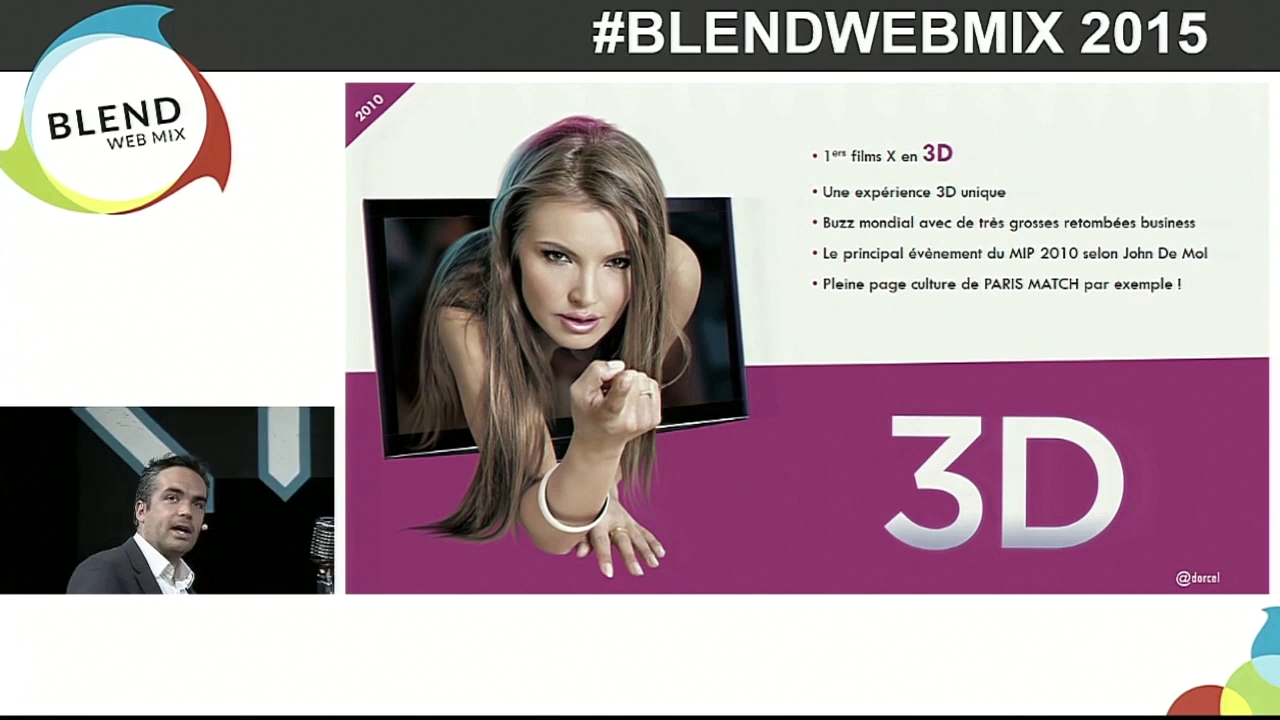 #BLENDWEBMIX 2015
BLEND
WEB MIX
2010
• 1ers films X en 3D
• Une expérience 3D unique
• Buzz mondial avec de très grosses retombées business
• Le principal évènement du MIP 2010 selon John De Mol
• Pleine page culture de PARIS MATCH par exemple !
3D
@dorcel